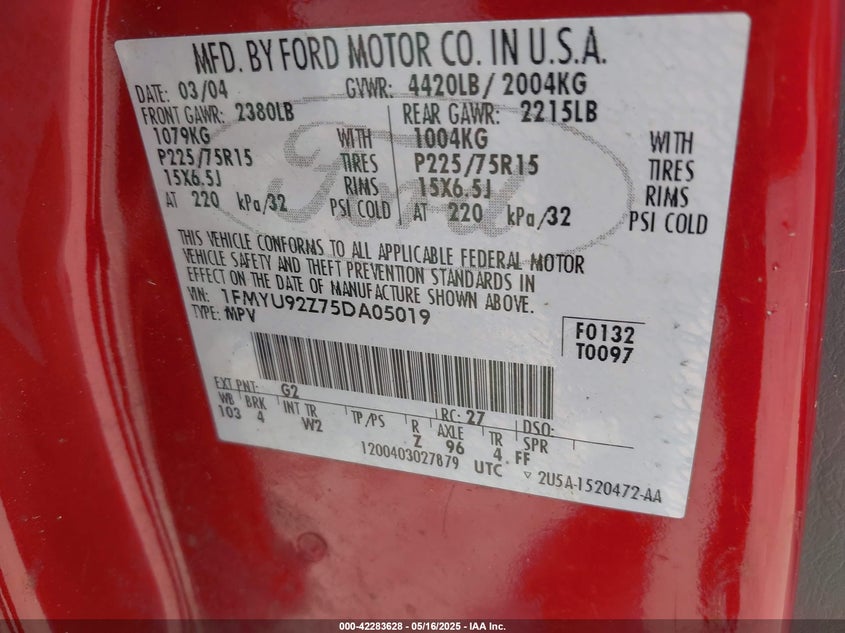 MFD. BY FORD MOTOR CO. IN U.S.A.
DATE: 03/04 GVWR: 4420LB/ 2004KG
FRONT GAWR: 2380LB REAR GAWR: 2215LB
1079KG WITH 1004KG WITH
P225/75R15 TIRES P225/75R15 TIRES
15X6.5J RIMS 15X6.5J RIMS
AT 220 kPa/32 PSI COLD AT 220 kPa/32 PSI COLD
Ford
THIS VEHICLE CONFORMS TO ALL APPLICABLE FEDERAL MOTOR
VEHICLE SAFETY AND THEFT PREVENTION STANDARDS IN
EFFECT ON THE DATE OF MANUFACTURE SHOWN ABOVE.
VIN: 1FMYU92Z75DA05019
TYPE: MPV
F0132
T0097
EXT PNT: G2 RC: 27 DSO:
WB BRK INT TR TP/PS R AXLE TR SPR
103 4 W2 Z 96 4 FF
1200403027879 UTC ▽ 2U5A-1520472-AA
000-42283628 - 05/16/2025 - IAA Inc.